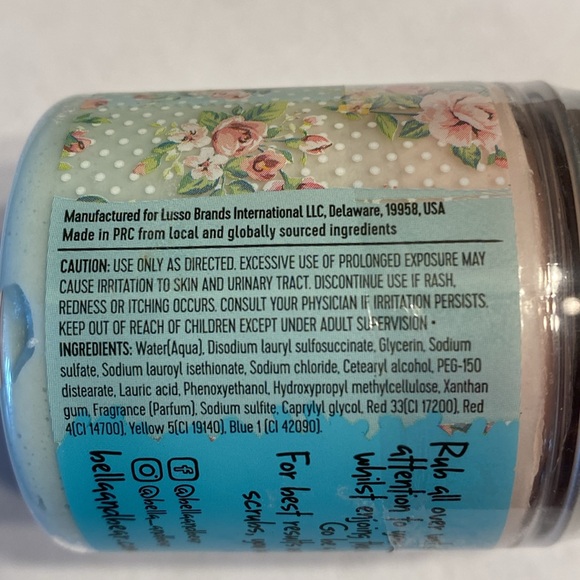 Manufactured for Lusso Brands International LLC, Delaware, 19958, USA
Made in PRC from local and globally sourced ingredients
CAUTION: USE ONLY AS DIRECTED. EXCESSIVE USE OF PROLONGED EXPOSURE MAY
CAUSE IRRITATION TO SKIN AND URINARY TRACT. DISCONTINUE USE IF RASH,
REDNESS OR ITCHING OCCURS. CONSULT YOUR PHYSICIAN IF IRRITATION PERSISTS.
KEEP OUT OF REACH OF CHILDREN EXCEPT UNDER ADULT SUPERVISION •
INGREDIENTS: Water(Aqua), Disodium lauryl sulfosuccinate, Glycerin, Sodium
sulfate, Sodium lauroyl isethionate, Sodium chloride, Cetearyl alcohol, PEG-150
distearate, Lauric acid, Phenoxyethanol, Hydroxypropyl methylcellulose, Xanthan
gum, Fragrance (Parfum), Sodium sulfite, Caprylyl glycol, Red 33(CI 17200), Red
4(CI 14700), Yellow 5(CI 19140), Blue 1 (CI 42090).
Rub all over
attention to
whilst enjoying
For best results